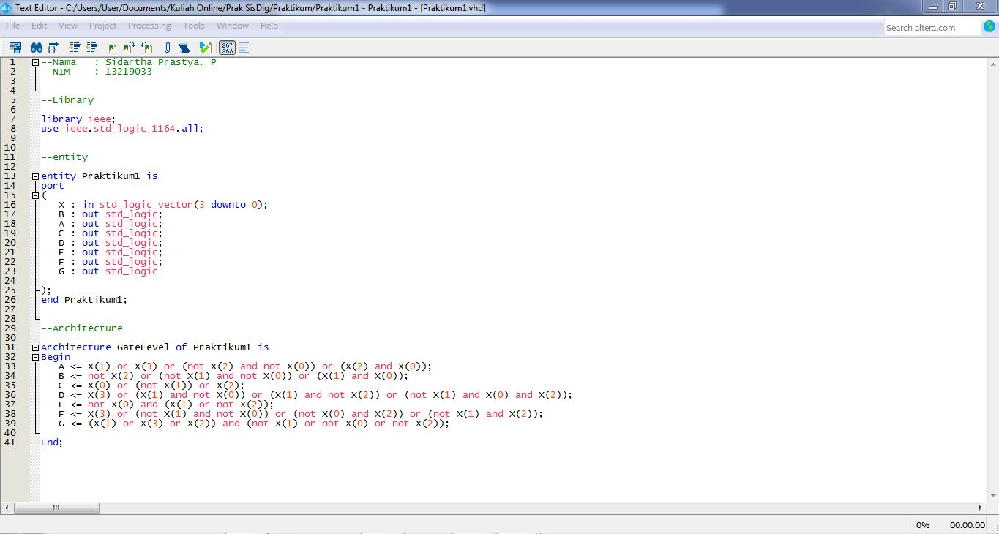 abc Text Editor - C:/Users/User/Documents/Kuliah Online/Prak SisDig/Praktikum/Praktikum1 - Praktikum1 - [Praktikum1.vhd]
File Edit View Project Processing Tools Window Help
Search altera.com
267
268
1 --Nama   : Sidartha Prastya. P
2 --NIM    : 13219033
3
4
5 --Library
6
7 library ieee;
8 use ieee.std_logic_1164.all;
9
10
11 --entity
12
13 entity Praktikum1 is
14 port
15 (
16    X : in std_logic_vector(3 downto 0);
17    B : out std_logic;
18    A : out std_logic;
19    C : out std_logic;
20    D : out std_logic;
21    E : out std_logic;
22    F : out std_logic;
23    G : out std_logic
24
25 );
26 end Praktikum1;
27
28
29 --Architecture
30
31 Architecture GateLevel of Praktikum1 is
32 Begin
33    A <= X(1) or X(3) or (not X(2) and not X(0)) or (X(2) and X(0));
34    B <= not X(2) or (not X(1) and not X(0)) or (X(1) and X(0));
35    C <= X(0) or (not X(1)) or X(2);
36    D <= X(3) or (X(1) and not X(0)) or (X(1) and not X(2)) or (not X(1) and X(0) and X(2));
37    E <= not X(0) and (X(1) or not X(2));
38    F <= X(3) or (not X(1) and not X(0)) or (not X(0) and X(2)) or (not X(1) and X(2));
39    G <= (X(1) or X(3) or X(2)) and (not X(1) or not X(0) or not X(2));
40
41 End;
0% 00:00:00